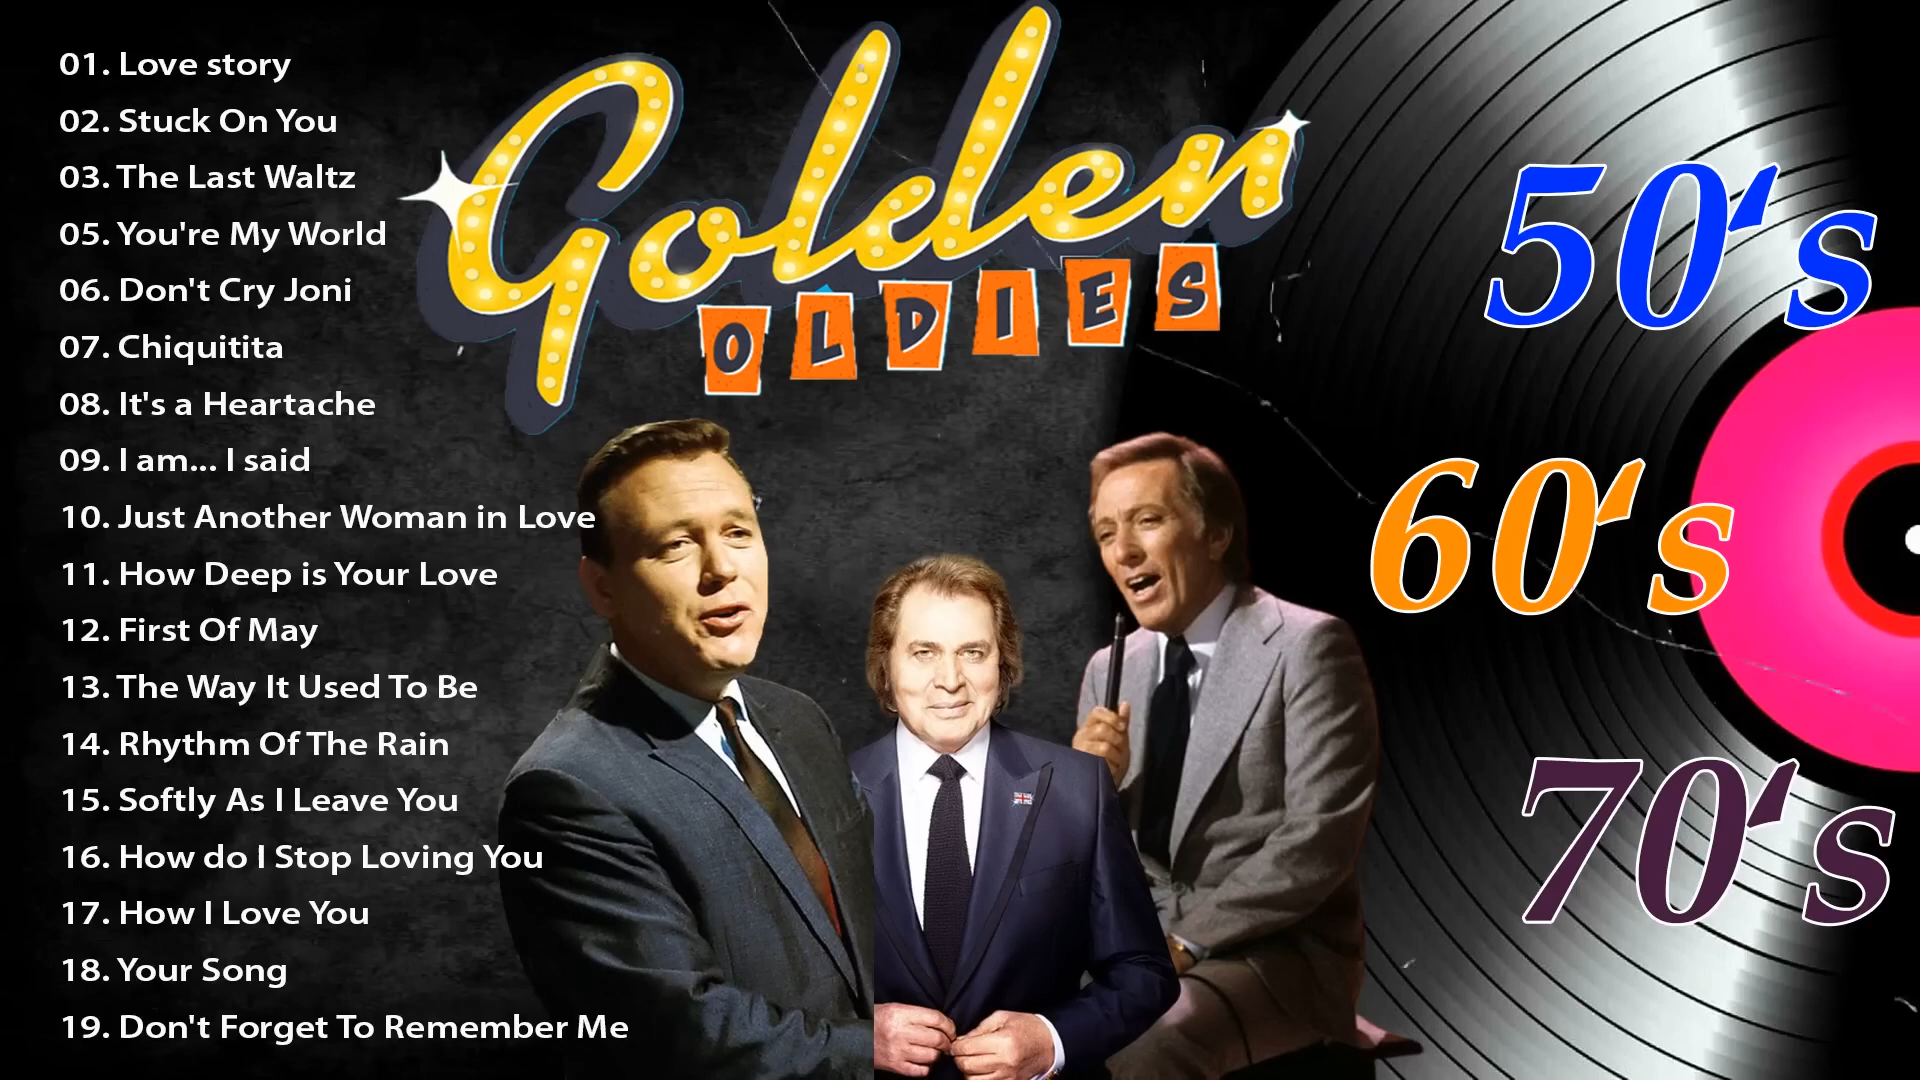 01. Love story
02. Stuck On You
03. The Last Waltz
05. You're My World
06. Don't Cry Joni
07. Chiquitita
08. It's a Heartache
09. I am... I said
10. Just Another Woman in Love
11. How Deep is Your Love
12. First Of May
13. The Way It Used To Be
14. Rhythm Of The Rain
15. Softly As I Leave You
16. How do I Stop Loving You
17. How I Love You
18. Your Song
19. Don't Forget To Remember Me
Golden
OLDIES
50‘s
60‘s
70‘s